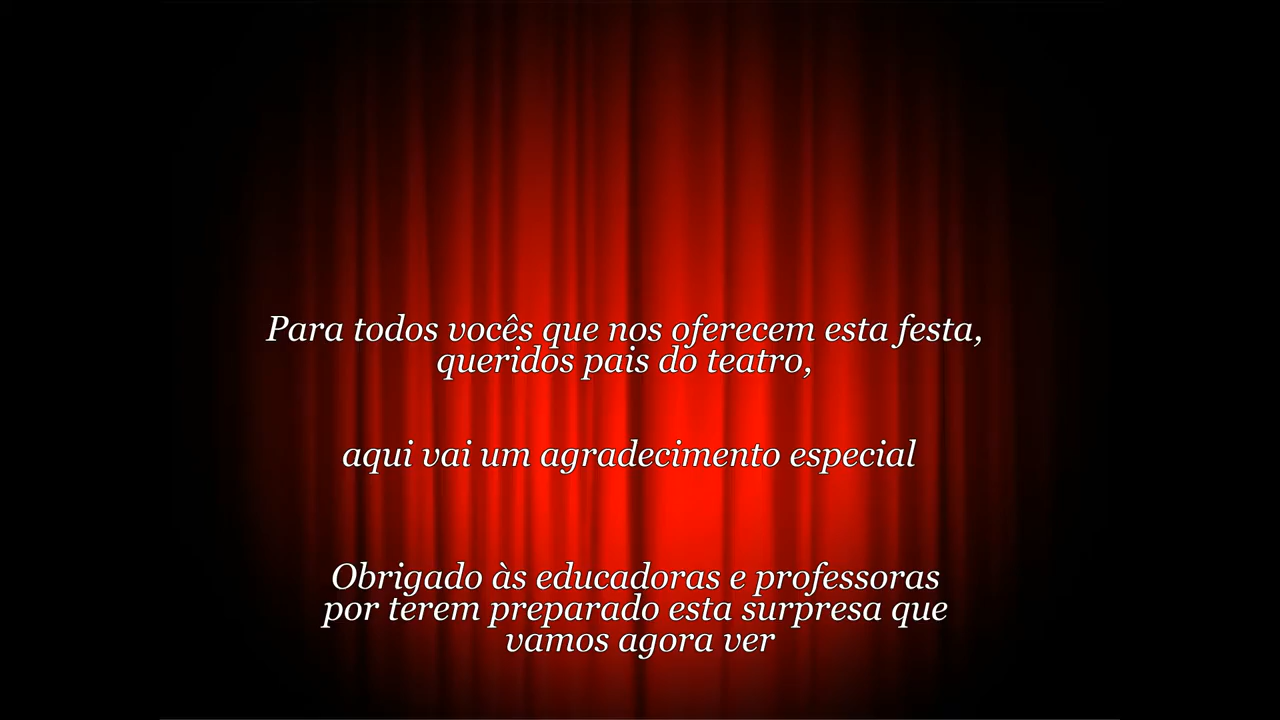 Para todos vocês que nos oferecem esta festa,
queridos pais do teatro,
aqui vai um agradecimento especial
Obrigado às educadoras e professoras
por terem preparado esta surpresa que
vamos agora ver